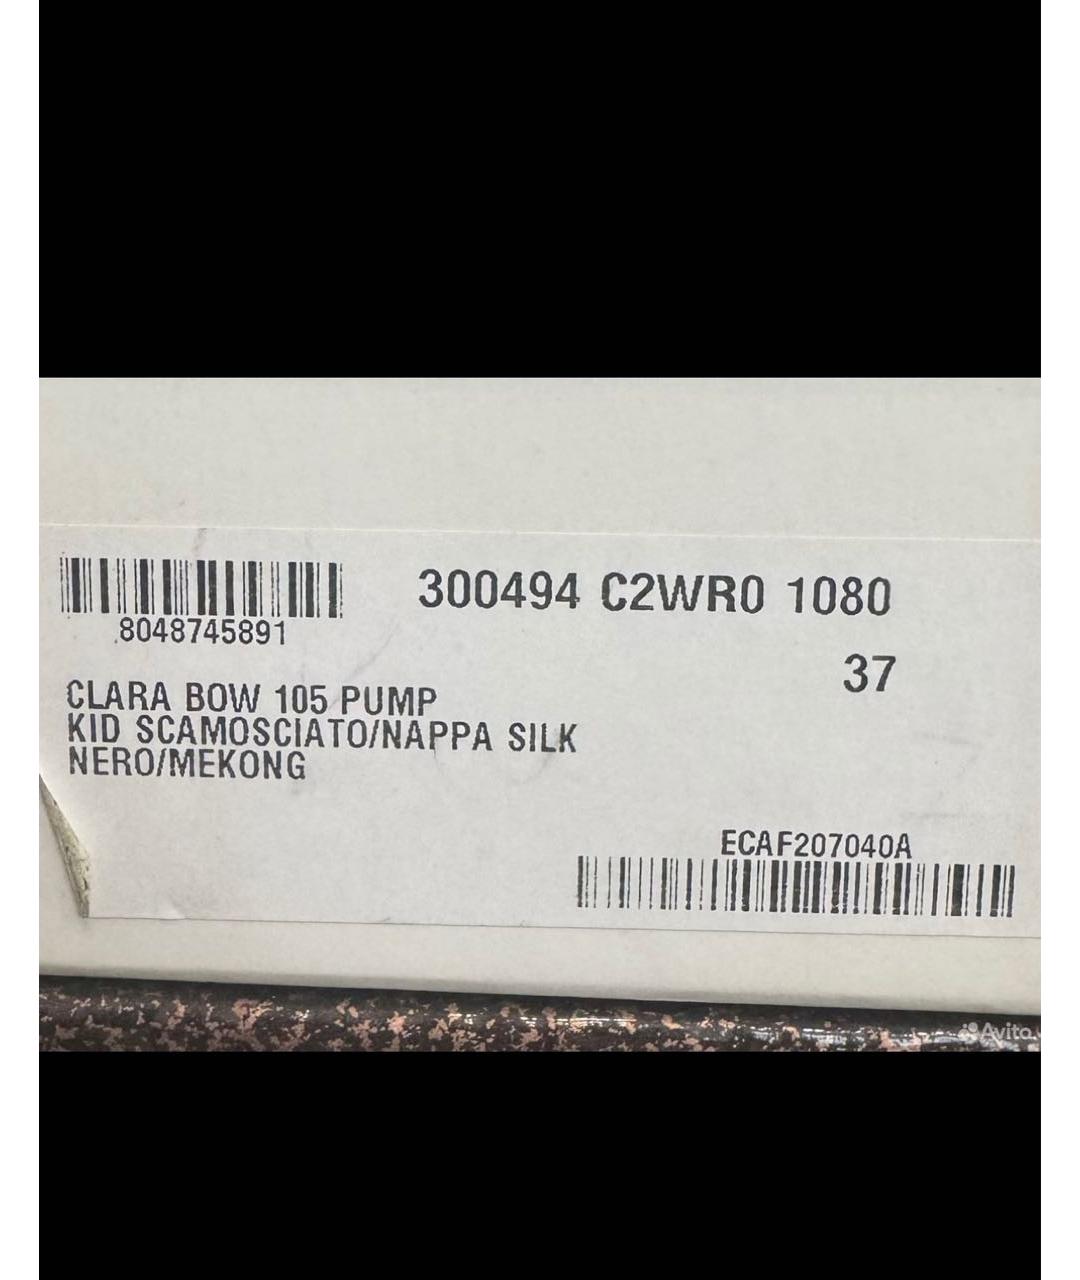 300494 C2WR0 1080
8048745891
37
CLARA BOW 105 PUMP
KID SCAMOSCIATO/NAPPA SILK
NERO/MEKONG
ECAF207040A
Avito